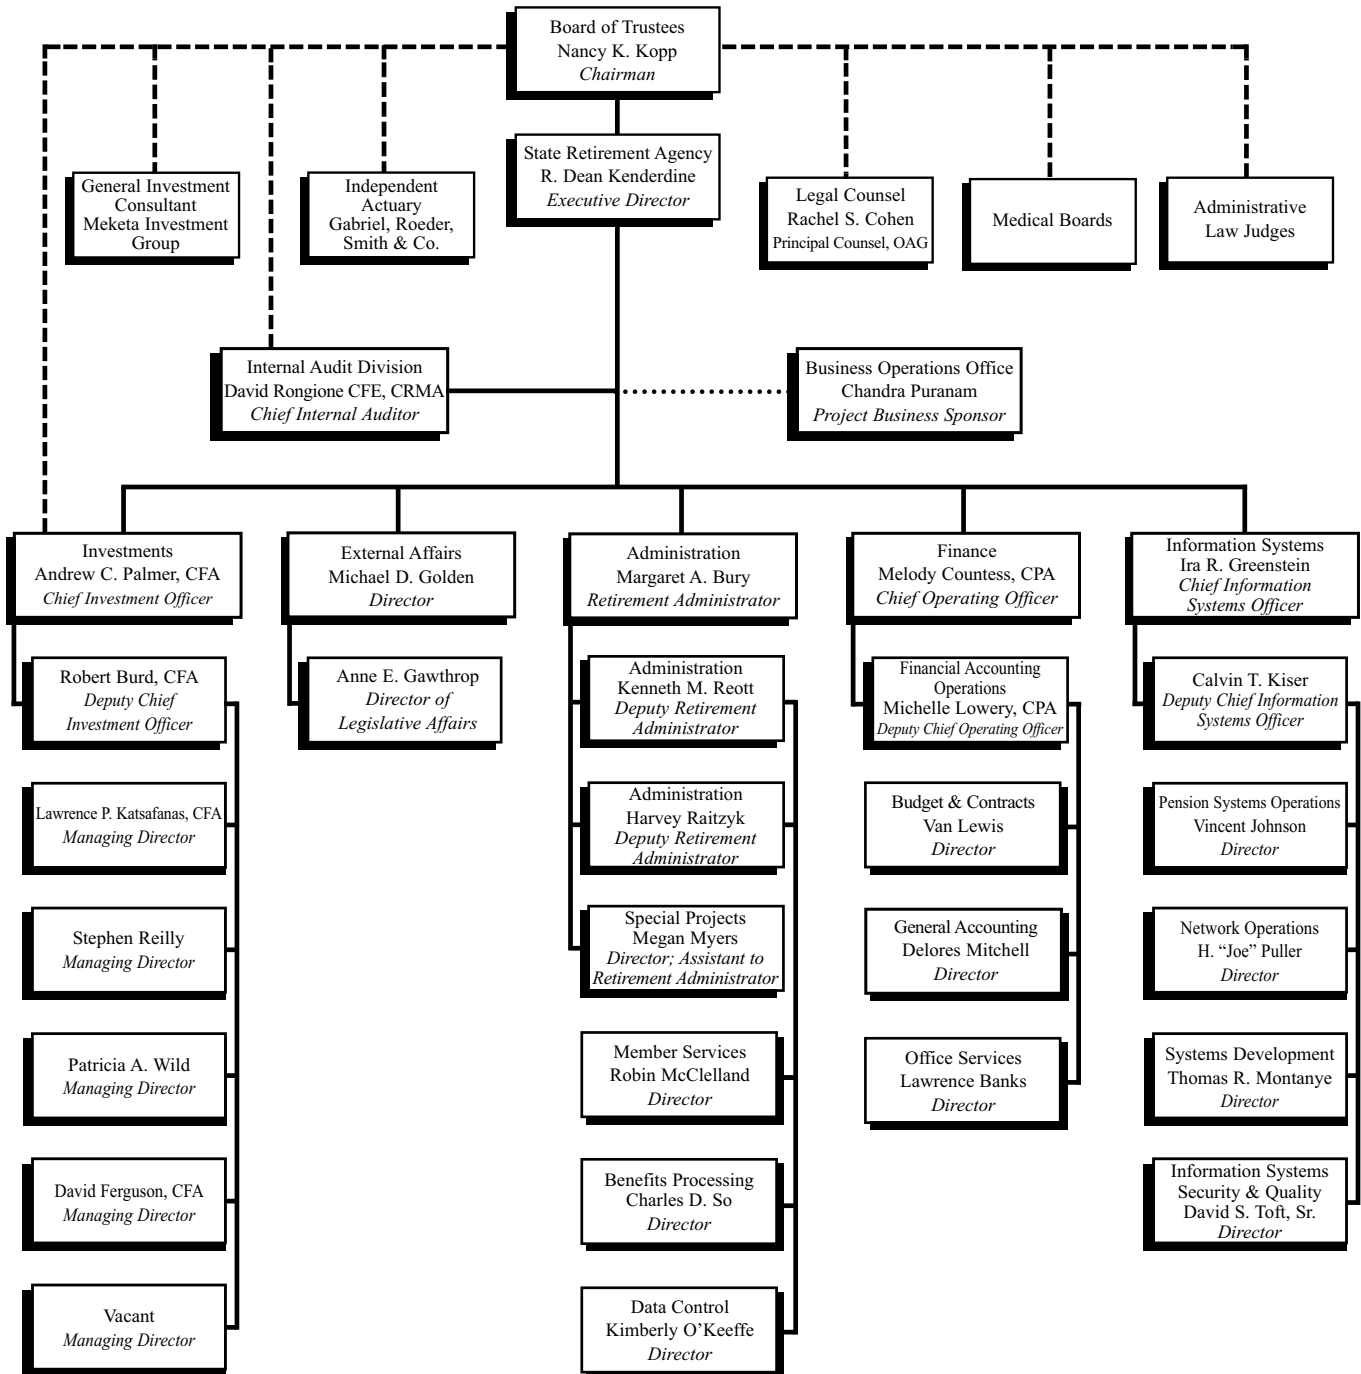 Board of Trustees
Nancy K. Kopp
Chairman
State Retirement Agency
R. Dean Kenderdine
Executive Director
General Investment
Consultant
Meketa Investment
Group
Independent
Actuary
Gabriel, Roeder,
Smith & Co.
Legal Counsel
Rachel S. Cohen
Principal Counsel, OAG
Medical Boards
Administrative
Law Judges
Internal Audit Division
David Rongione CFE, CRMA
Chief Internal Auditor
Business Operations Office
Chandra Puranam
Project Business Sponsor
Investments
Andrew C. Palmer, CFA
Chief Investment Officer
External Affairs
Michael D. Golden
Director
Administration
Margaret A. Bury
Retirement Administrator
Finance
Melody Countess, CPA
Chief Operating Officer
Information Systems
Ira R. Greenstein
Chief Information
Systems Officer
Robert Burd, CFA
Deputy Chief
Investment Officer
Lawrence P. Katsafanas, CFA
Managing Director
Stephen Reilly
Managing Director
Patricia A. Wild
Managing Director
David Ferguson, CFA
Managing Director
Vacant
Managing Director
Anne E. Gawthrop
Director of
Legislative Affairs
Administration
Kenneth M. Reott
Deputy Retirement
Administrator
Administration
Harvey Raitzyk
Deputy Retirement
Administrator
Special Projects
Megan Myers
Director; Assistant to
Retirement Administrator
Member Services
Robin McClelland
Director
Benefits Processing
Charles D. So
Director
Data Control
Kimberly O’Keeffe
Director
Financial Accounting
Operations
Michelle Lowery, CPA
Deputy Chief Operating Officer
Budget & Contracts
Van Lewis
Director
General Accounting
Delores Mitchell
Director
Office Services
Lawrence Banks
Director
Calvin T. Kiser
Deputy Chief Information
Systems Officer
Pension Systems Operations
Vincent Johnson
Director
Network Operations
H. “Joe” Puller
Director
Systems Development
Thomas R. Montanye
Director
Information Systems
Security & Quality
David S. Toft, Sr.
Director